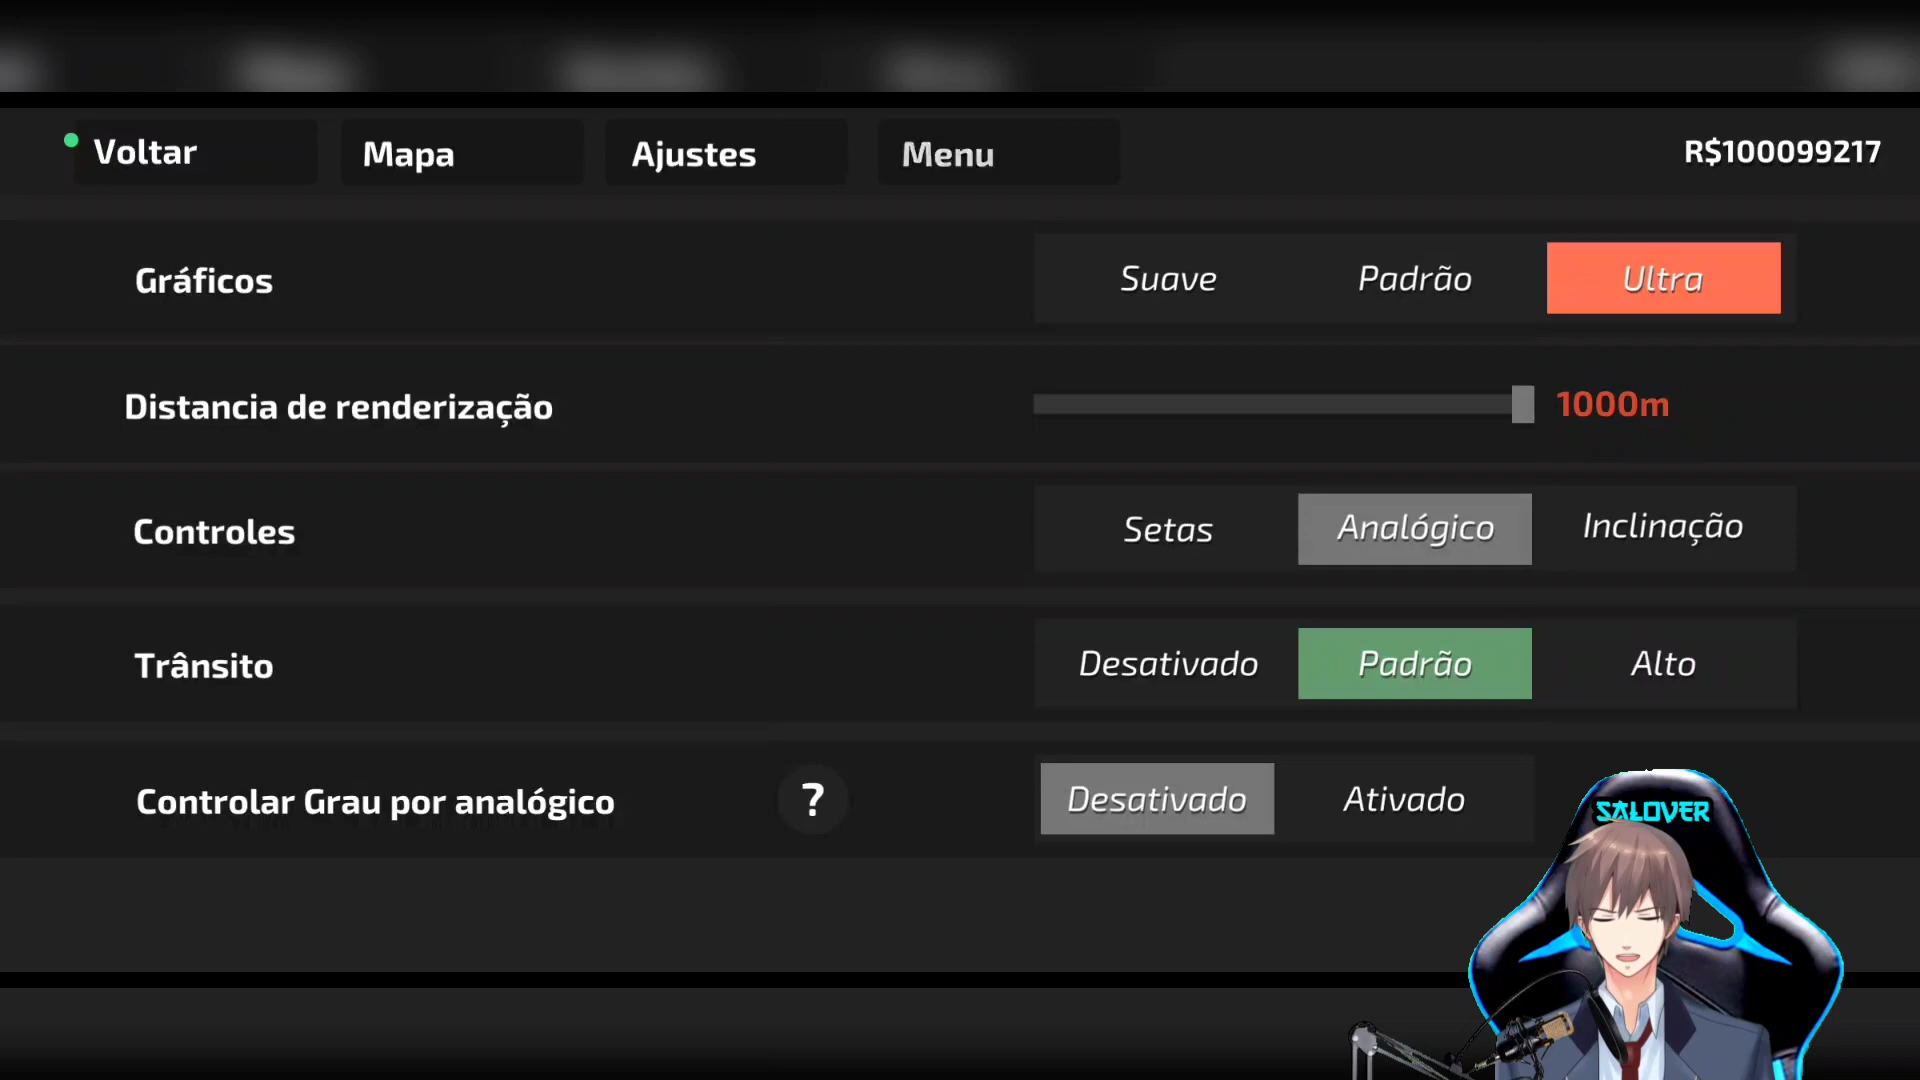 Voltar Mapa Ajustes Menu R$100099217
Gráficos Suave Padrão Ultra
Distancia de renderização 1000m
Controles Setas Analógico Inclinação
Trânsito Desativado Padrão Alto
Controlar Grau por analógico ? Desativado Ativado
SALOVER